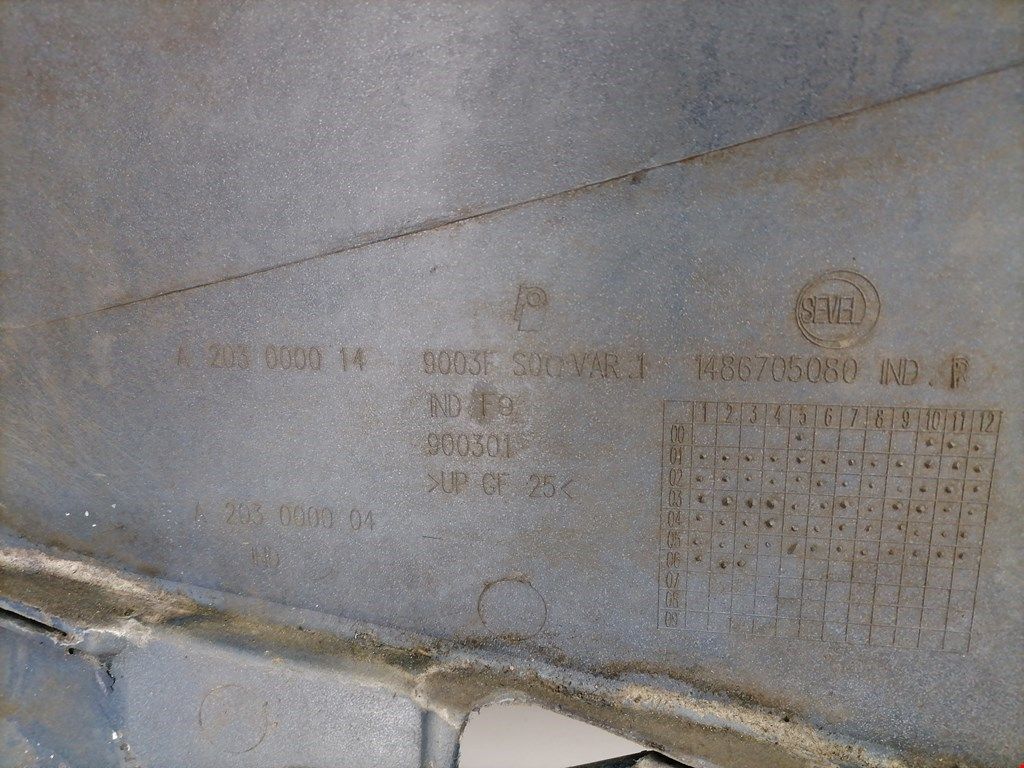 SEVEL
A 203 0000 14 9003F SOC VAR.1 1486705080 IND. R
IND F9
900301
>UP GF 25<
A 203 0000 04
1 2 3 4 5 6 7 8 9 10 11 12
00
01
02
03
04
05
06
07
08
09